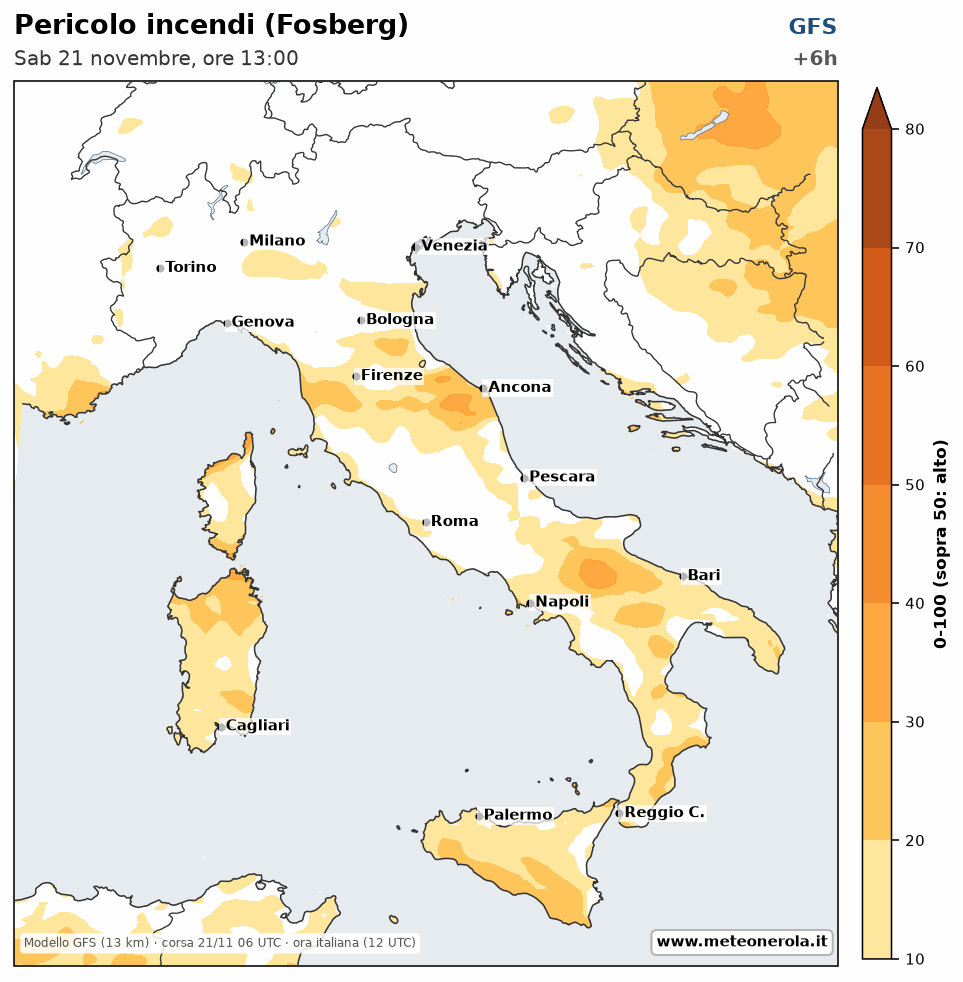 Pericolo incendi (Fosberg)
GFS
Sab 21 novembre, ore 13:00
+6h
Milano
Venezia
Torino
Genova
Bologna
Firenze
Ancona
Pescara
Roma
Bari
Napoli
Cagliari
Palermo
Reggio C.
80
70
60
50
40
30
20
10
0-100 (sopra 50: alto)
Modello GFS (13 km) · corsa 21/11 06 UTC · ora italiana (12 UTC)
www.meteonerola.it